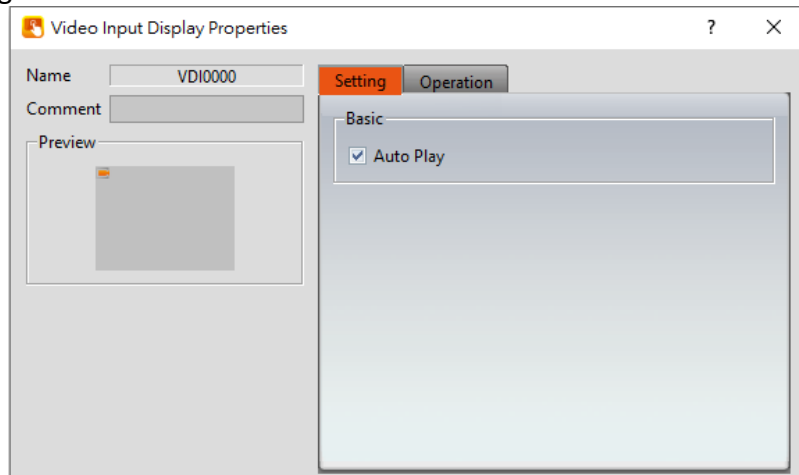 g
Video Input Display Properties ? ×
Name VDI0000
Comment
Preview
Setting Operation
Basic
Auto Play